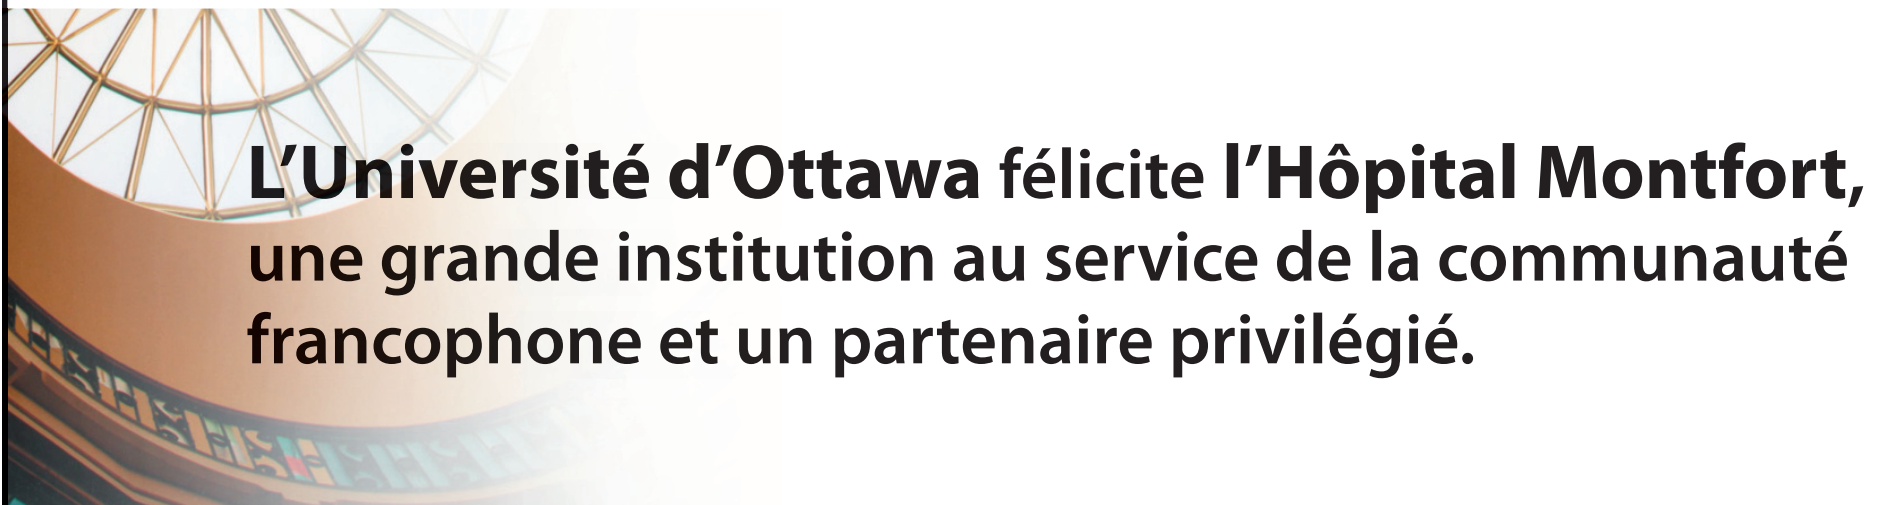 L’Université d’Ottawa félicite l’Hôpital Montfort,
une grande institution au service de la communauté
francophone et un partenaire privilégié.